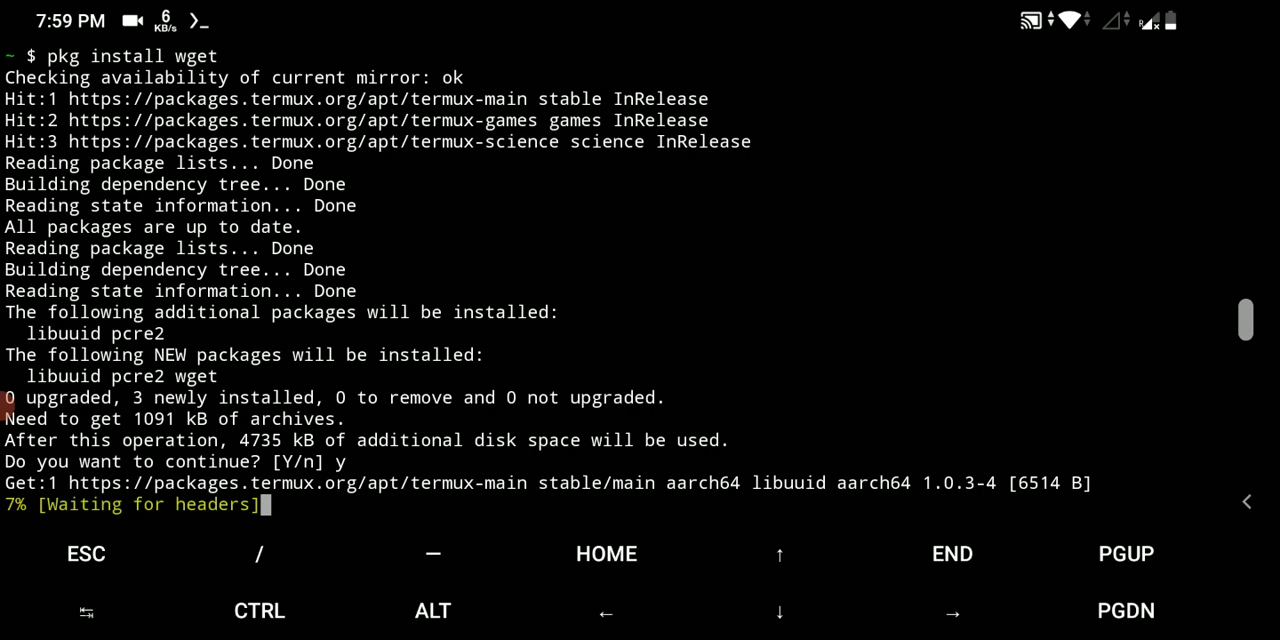 7:59 PM 6 KB/s >_ R x
~ $ pkg install wget
Checking availability of current mirror: ok
Hit:1 https://packages.termux.org/apt/termux-main stable InRelease
Hit:2 https://packages.termux.org/apt/termux-games games InRelease
Hit:3 https://packages.termux.org/apt/termux-science science InRelease
Reading package lists... Done
Building dependency tree... Done
Reading state information... Done
All packages are up to date.
Reading package lists... Done
Building dependency tree... Done
Reading state information... Done
The following additional packages will be installed:
  libuuid pcre2
The following NEW packages will be installed:
  libuuid pcre2 wget
0 upgraded, 3 newly installed, 0 to remove and 0 not upgraded.
Need to get 1091 kB of archives.
After this operation, 4735 kB of additional disk space will be used.
Do you want to continue? [Y/n] y
Get:1 https://packages.termux.org/apt/termux-main stable/main aarch64 libuuid aarch64 1.0.3-4 [6514 B]
7% [Waiting for headers]
ESC / — HOME ↑ END PGUP
↹ CTRL ALT ← ↓ → PGDN